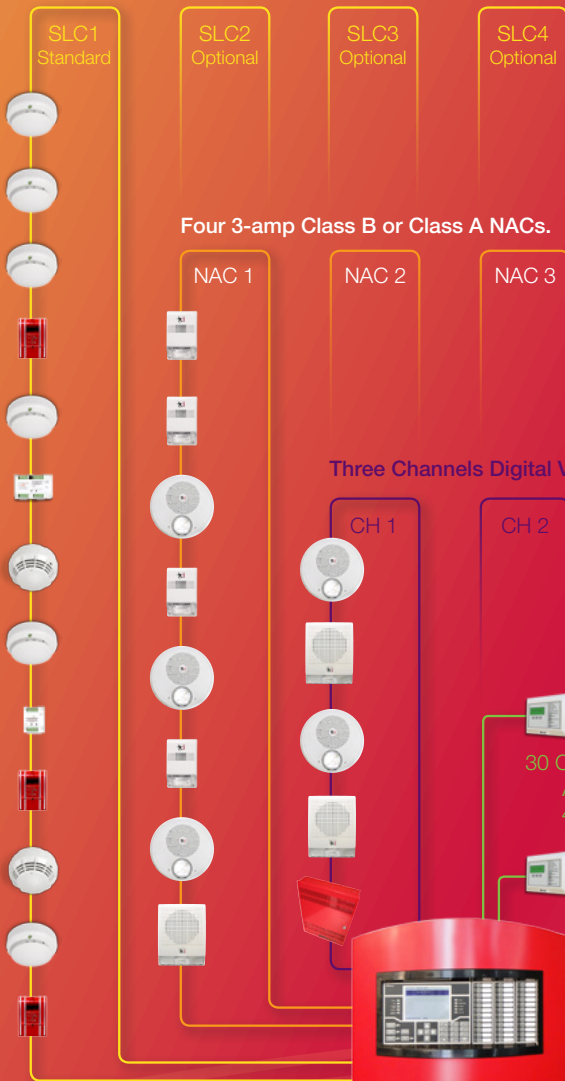 SLC1
Standard
SLC2
Optional
SLC3
Optional
SLC4
Optional
Four 3-amp Class B or Class A NACs.
NAC 1
NAC 2
NAC 3
Three Channels Digital
CH 1
CH 2
30